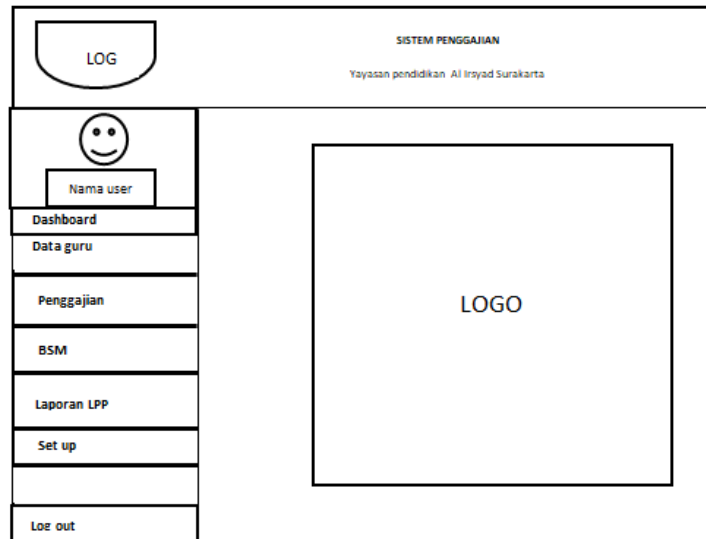 LOG
SISTEM PENGGAJIAN
Yayasan pendidikan Al Irsyad Surakarta
Nama user
Dashboard
Data guru
Penggajian
BSM
Laporan LPP
Set up
Log out
LOGO